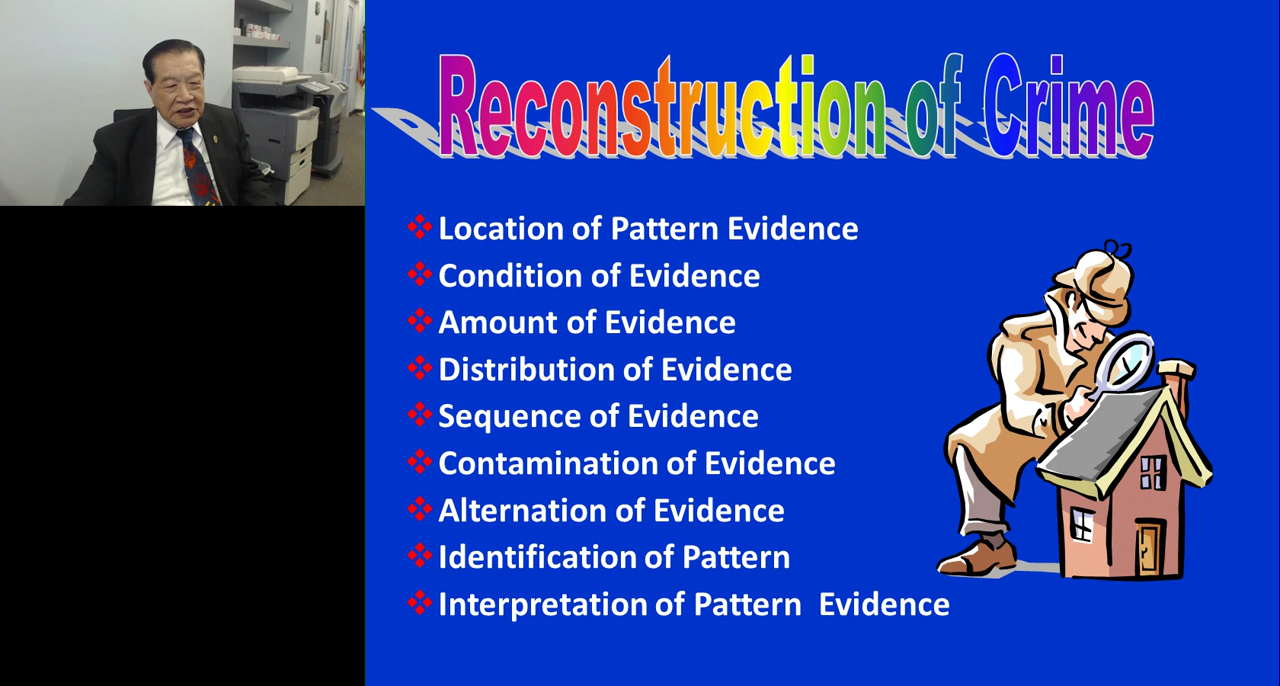 Reconstruction of Crime
Location of Pattern Evidence
Condition of Evidence
Amount of Evidence
Distribution of Evidence
Sequence of Evidence
Contamination of Evidence
Alternation of Evidence
Identification of Pattern
Interpretation of Pattern  Evidence